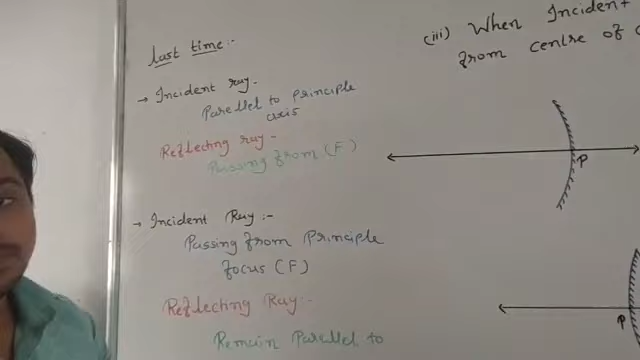 last time:-
→ Incident ray-
Parallel to principle
axis
Reflecting ray-
Passing from (F)
→ Incident Ray:-
Passing from Principle
focus (F)
Reflecting Ray:-
Remain Parallel to
(iii) When Incident
from centre of
P
P